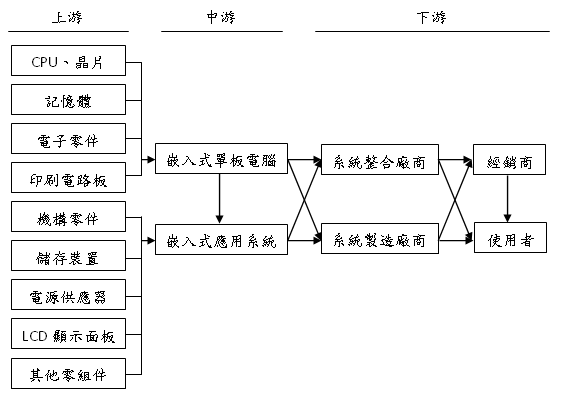 上游
中游
下游
CPU、晶片
記憶體
電子零件
印刷電路板
機構零件
儲存裝置
電源供應器
LCD 顯示面板
其他零組件
嵌入式單板電腦
嵌入式應用系統
系統整合廠商
系統製造廠商
經銷商
使用者